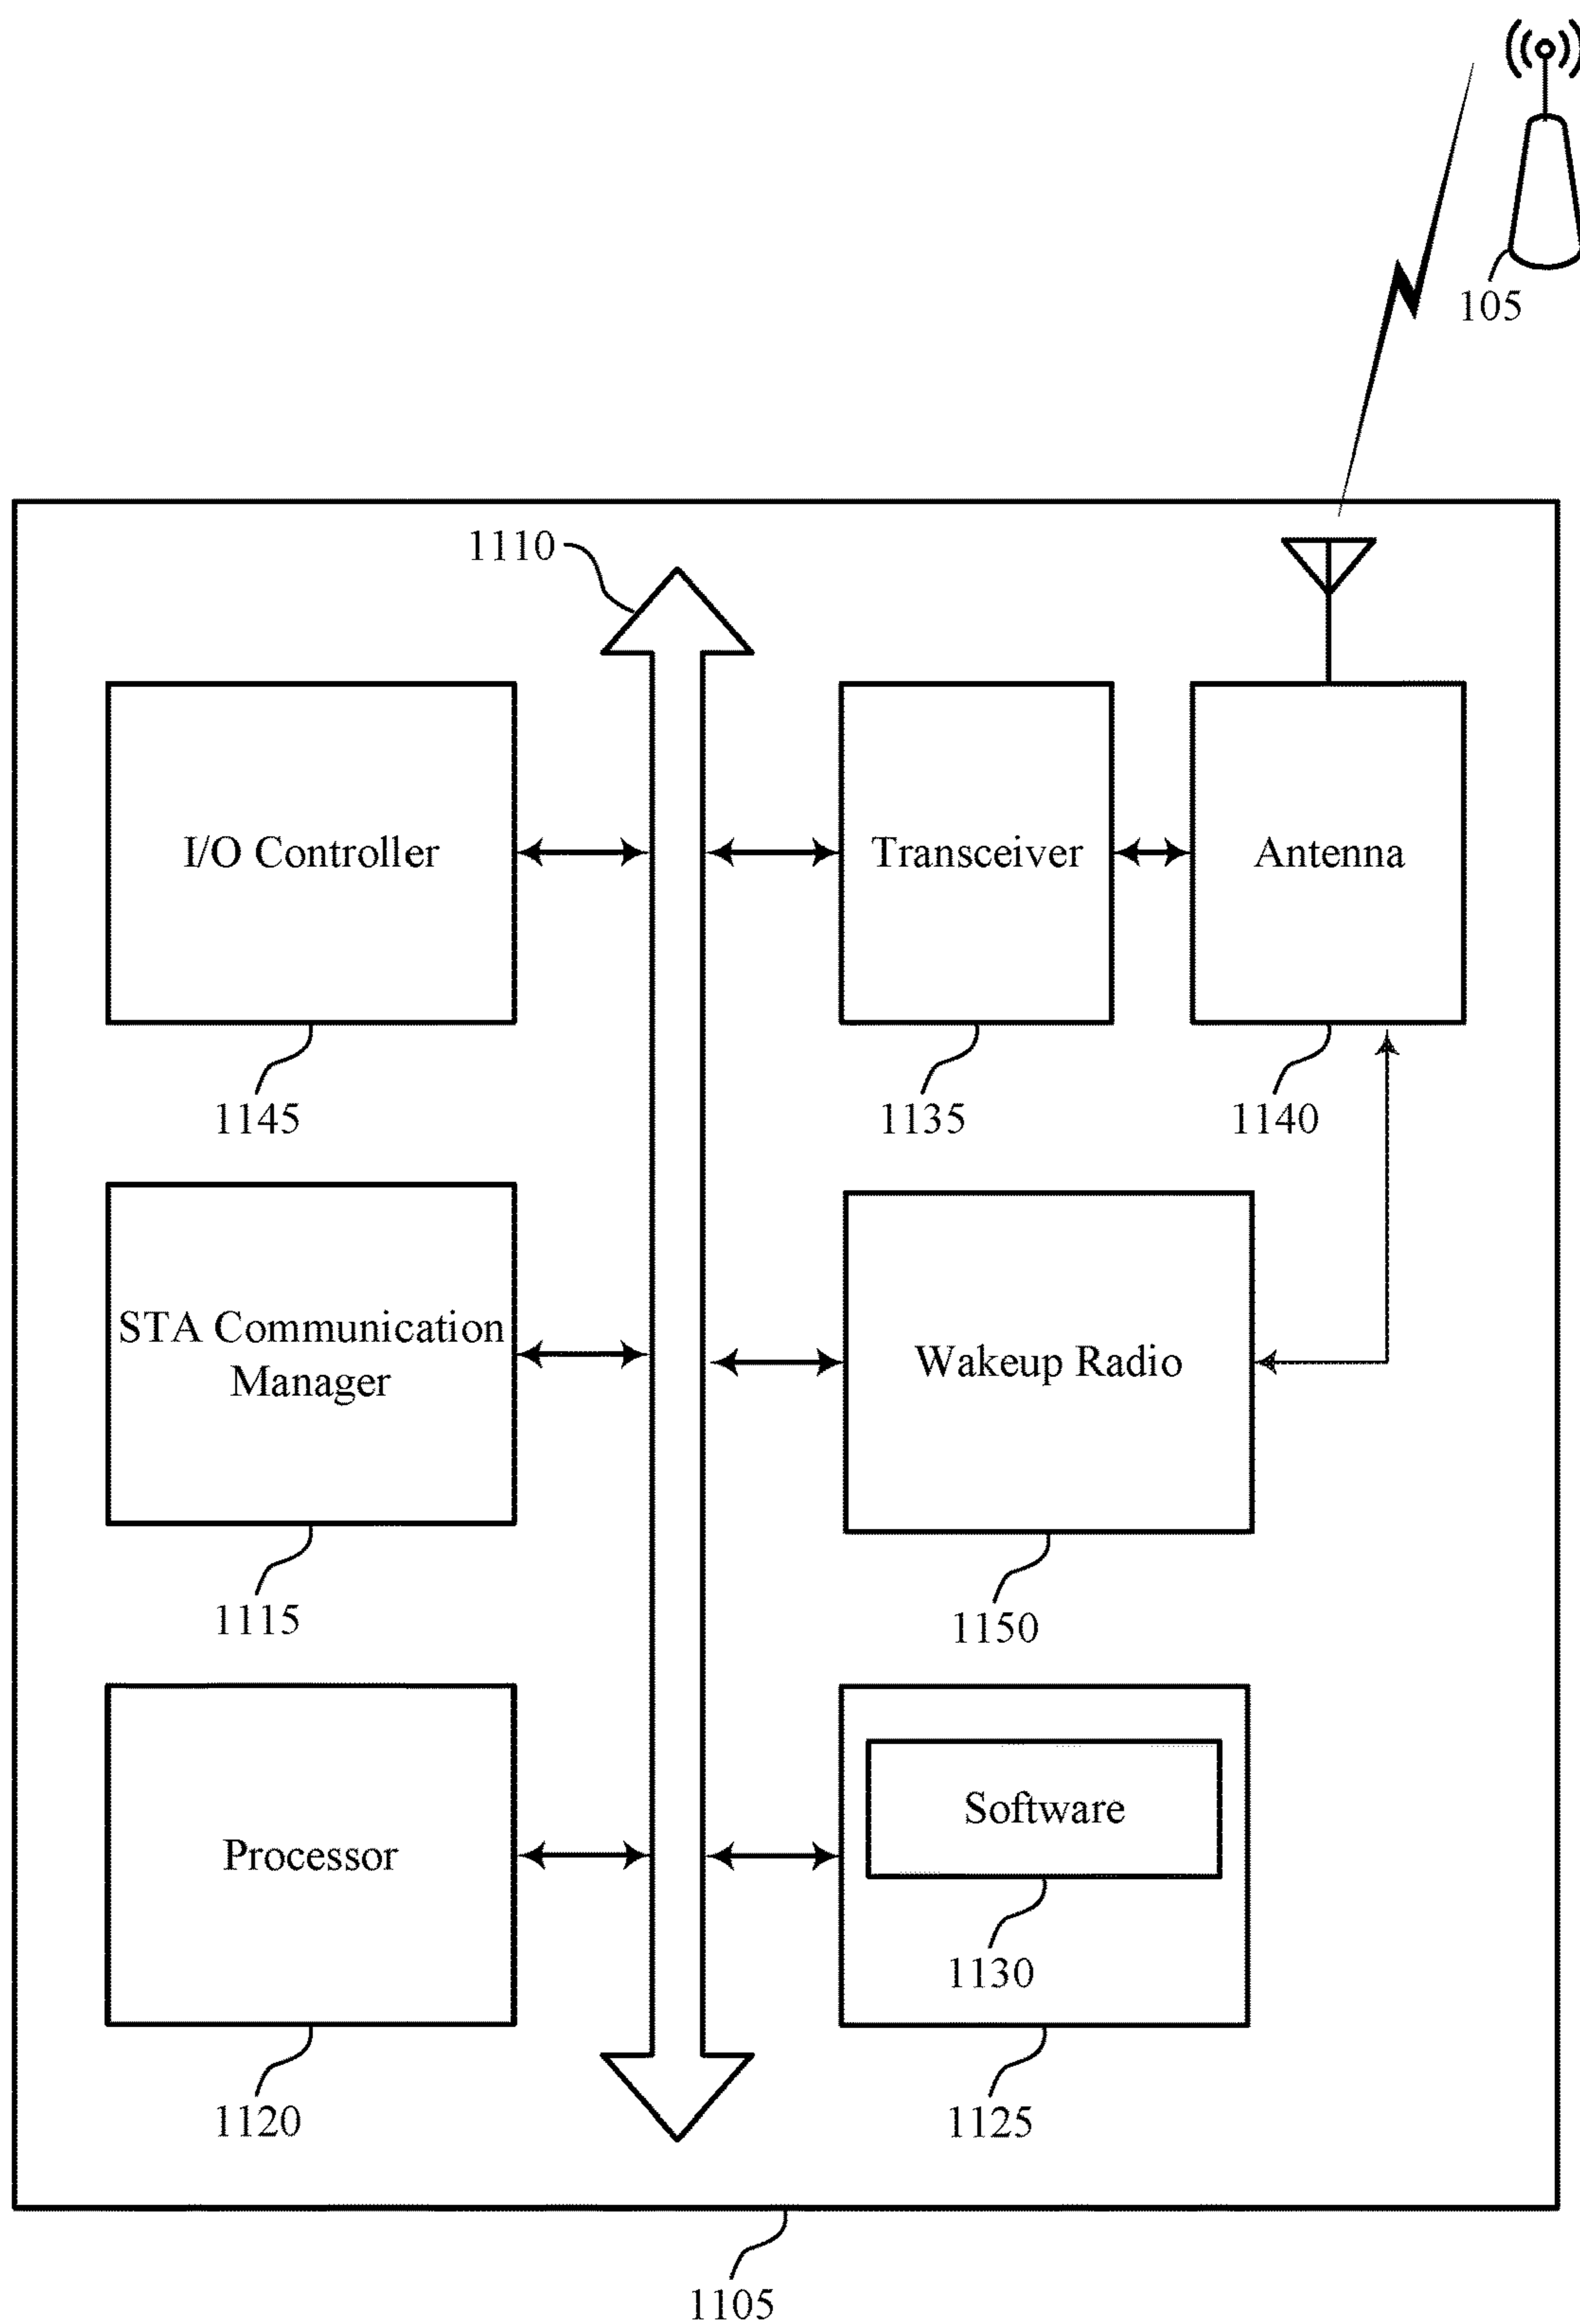 105
1110
I/O Controller
Transceiver
Antenna
1145
1135
1140
STA Communication
Manager
Wakeup Radio
1115
1150
Processor
Software
1130
1120
1125
1105